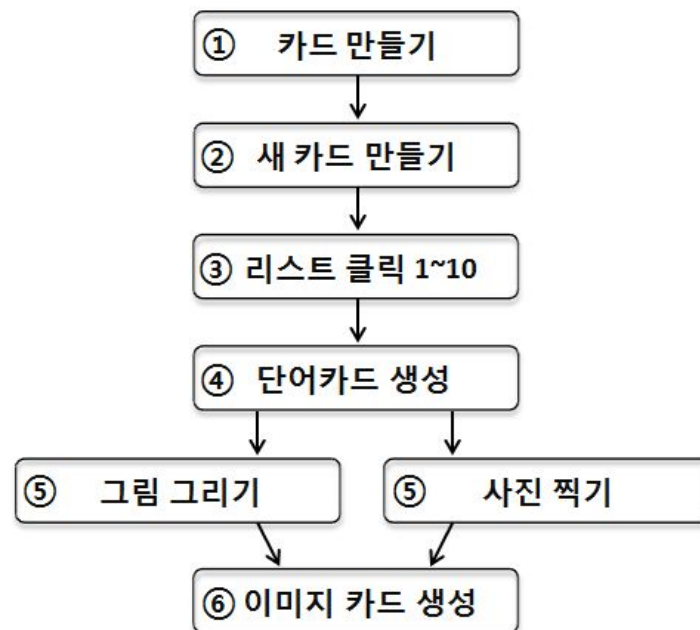 ① 카드 만들기
② 새 카드 만들기
③ 리스트 클릭 1~10
④ 단어카드 생성
⑤ 그림 그리기
⑤ 사진 찍기
⑥ 이미지 카드 생성